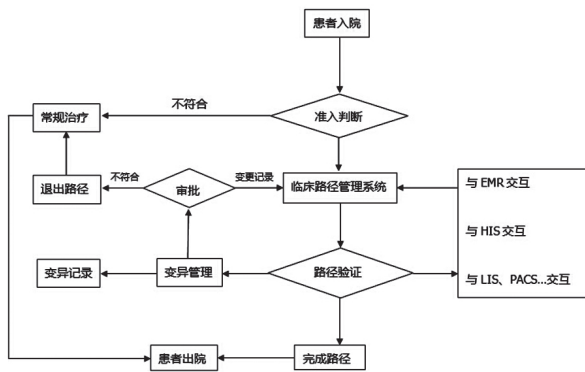 患者入院
不符合
准入判断
常规治疗
退出路径
不符合
审批
变更记录
临床路径管理系统
与 EMR 交互
与 HIS 交互
与 LIS、PACS...交互
变异记录
变异管理
路径验证
患者出院
完成路径